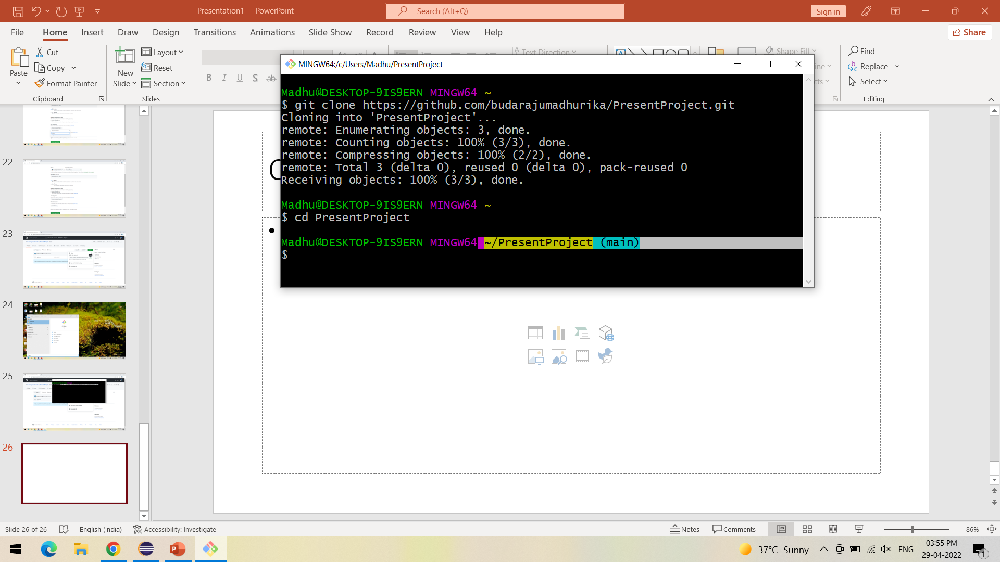 Presentation1 - PowerPoint
Search (Alt+Q)
Sign in
File Home Insert Draw Design Transitions Animations Slide Show Record Review View Help
Share
Paste
Cut
Copy
Format Painter
Clipboard
New
Slide
Layout
Reset
Section
Slides
B I U S ab
Text Direction
Shape Fill
Find
Replace
Select
Editing
MINGW64:/c/Users/Madhu/PresentProject
Madhu@DESKTOP-9IS9ERN MINGW64 ~
$ git clone https://github.com/budarajumadhurika/PresentProject.git
Cloning into 'PresentProject'...
remote: Enumerating objects: 3, done.
remote: Counting objects: 100% (3/3), done.
remote: Compressing objects: 100% (2/2), done.
remote: Total 3 (delta 0), reused 0 (delta 0), pack-reused 0
Receiving objects: 100% (3/3), done.
Madhu@DESKTOP-9IS9ERN MINGW64 ~
$ cd PresentProject
Madhu@DESKTOP-9IS9ERN MINGW64 ~/PresentProject (main)
$
22
23
24
25
26
Slide 26 of 26
English (India)
Accessibility: Investigate
Notes
Comments
86%
37°C Sunny
ENG
03:55 PM
29-04-2022
1